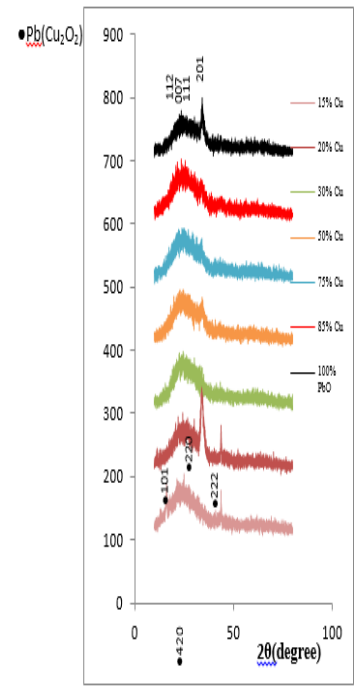 ●Pb(Cu₂O₂)
900
800
700
600
500
400
300
200
100
0
0
50
100
2θ(degree)
112
007
111
201
●101
●220
●222
●420
15% Cu
20% Cu
30% Cu
50% Cu
75% Cu
85% Cu
100%
PbO